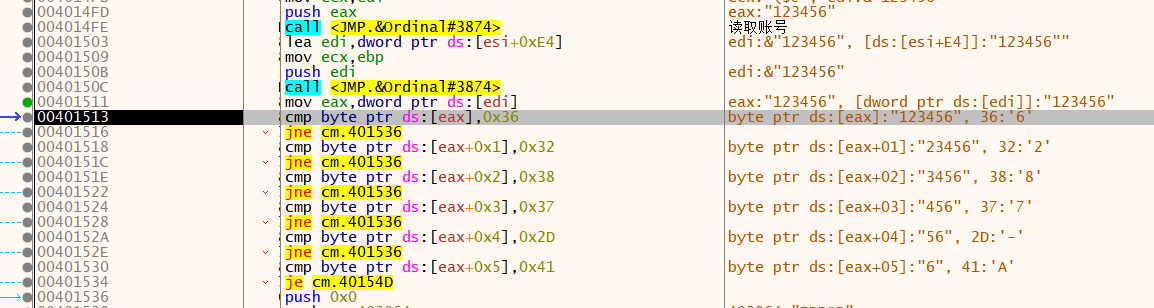 004014FD push eax eax:"123456"
004014FE call <JMP.&Ordinal#3874> 读取账号
00401503 lea edi,dword ptr ds:[esi+0xE4] edi:&"123456", [ds:[esi+E4]]:"123456""
00401509 mov ecx,ebp
0040150B push edi edi:&"123456"
0040150C call <JMP.&Ordinal#3874>
00401511 mov eax,dword ptr ds:[edi] eax:"123456", [dword ptr ds:[edi]]:"123456"
00401513 cmp byte ptr ds:[eax],0x36 byte ptr ds:[eax]:"123456", 36:'6'
00401516 jne cm.401536
00401518 cmp byte ptr ds:[eax+0x1],0x32 byte ptr ds:[eax+01]:"23456", 32:'2'
0040151C jne cm.401536
0040151E cmp byte ptr ds:[eax+0x2],0x38 byte ptr ds:[eax+02]:"3456", 38:'8'
00401522 jne cm.401536
00401524 cmp byte ptr ds:[eax+0x3],0x37 byte ptr ds:[eax+03]:"456", 37:'7'
00401528 jne cm.401536
0040152A cmp byte ptr ds:[eax+0x4],0x2D byte ptr ds:[eax+04]:"56", 2D:'-'
0040152E jne cm.401536
00401530 cmp byte ptr ds:[eax+0x5],0x41 byte ptr ds:[eax+05]:"6", 41:'A'
00401534 je cm.40154D
00401536 push 0x0